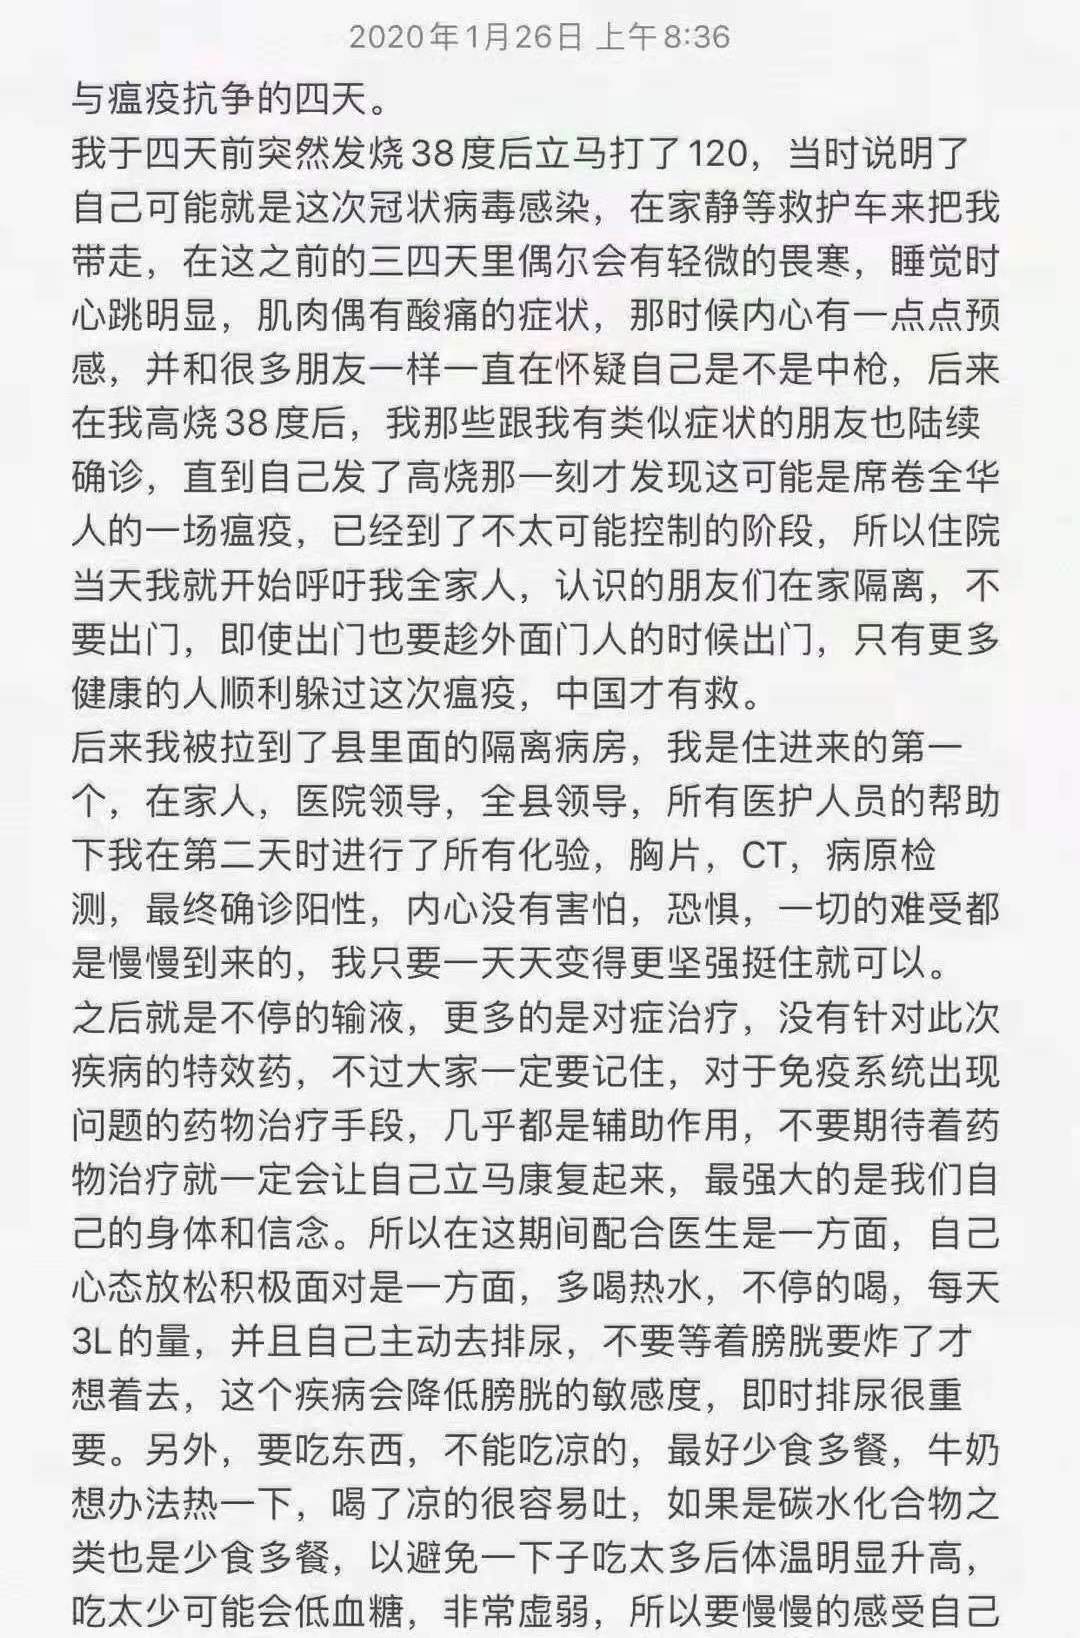 2020年1月26日 上午8:36
与瘟疫抗争的四天。
我于四天前突然发烧38度后立马打了120，当时说明了
自己可能就是这次冠状病毒感染，在家静等救护车来把我
带走，在这之前的三四天里偶尔会有轻微的畏寒，睡觉时
心跳明显，肌肉偶有酸痛的症状，那时候内心有一点点预
感，并和很多朋友一样一直在怀疑自己是不是中枪，后来
在我高烧38度后，我那些跟我有类似症状的朋友也陆续
确诊，直到自己发了高烧那一刻才发现这可能是席卷全华
人的一场瘟疫，已经到了不太可能控制的阶段，所以住院
当天我就开始呼吁我全家人，认识的朋友们在家隔离，不
要出门，即使出门也要趁外面门人的时候出门，只有更多
健康的人顺利躲过这次瘟疫，中国才有救。
后来我被拉到了县里面的隔离病房，我是住进来的第一
个，在家人，医院领导，全县领导，所有医护人员的帮助
下我在第二天时进行了所有化验，胸片，CT，病原检
测，最终确诊阳性，内心没有害怕，恐惧，一切的难受都
是慢慢到来的，我只要一天天变得更坚强挺住就可以。
之后就是不停的输液，更多的是对症治疗，没有针对此次
疾病的特效药，不过大家一定要记住，对于免疫系统出现
问题的药物治疗手段，几乎都是辅助作用，不要期待着药
物治疗就一定会让自己立马康复起来，最强大的是我们自
己的身体和信念。所以在这期间配合医生是一方面，自己
心态放松积极面对是一方面，多喝热水，不停的喝，每天
3L的量，并且自己主动去排尿，不要等着膀胱要炸了才
想着去，这个疾病会降低膀胱的敏感度，即时排尿很重
要。另外，要吃东西，不能吃凉的，最好少食多餐，牛奶
想办法热一下，喝了凉的很容易吐，如果是碳水化合物之
类也是少食多餐，以避免一下子吃太多后体温明显升高，
吃太少可能会低血糖，非常虚弱，所以要慢慢的感受自己